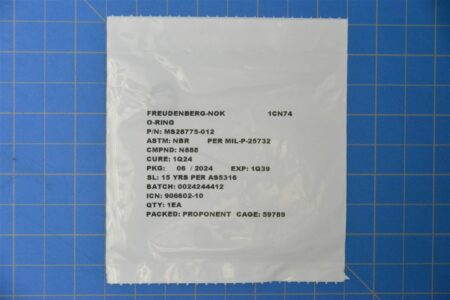 FREUDENBERG-NOK 1CN74
O-RING
P/N: MS28775-012
ASTM: NBR PER MIL-P-25732
CMPND: N888
CURE: 1Q24
PKG: 06 / 2024 EXP: 1Q39
SL: 15 YRS PER AS5316
BATCH: 0024244412
ICN: 906602-10
QTY: 1EA
PACKED: PROPONENT CAGE: 59789